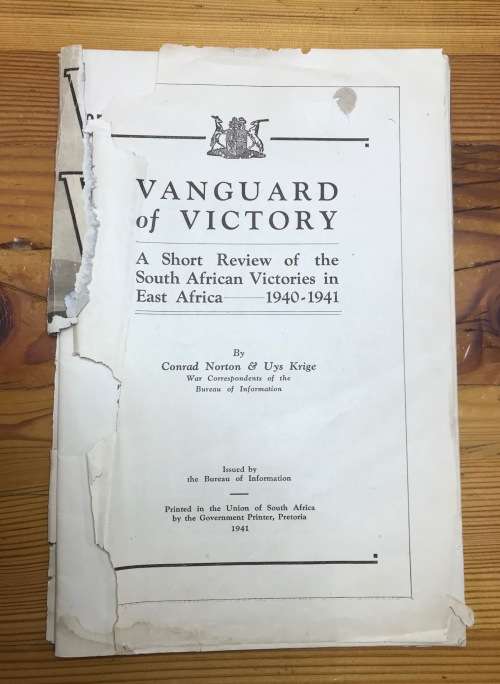 VANGUARD
of VICTORY
A Short Review of the
South African Victories in
East Africa — 1940-1941
By
Conrad Norton & Uys Krige
War Correspondents of the
Bureau of Information
Issued by
the Bureau of Information
Printed in the Union of South Africa
by the Government Printer, Pretoria
1941